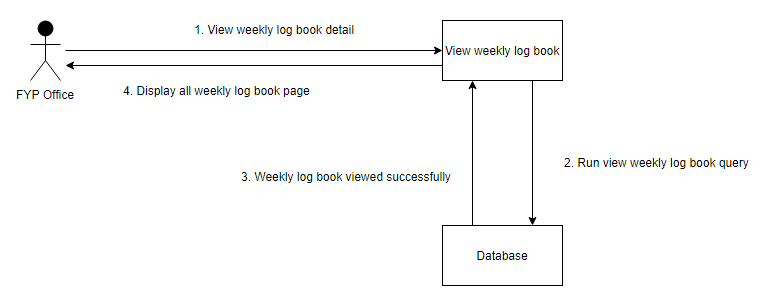 1. View weekly log book detail
View weekly log book
FYP Office
4. Display all weekly log book page
2. Run view weekly log book query
3. Weekly log book viewed successfully
Database